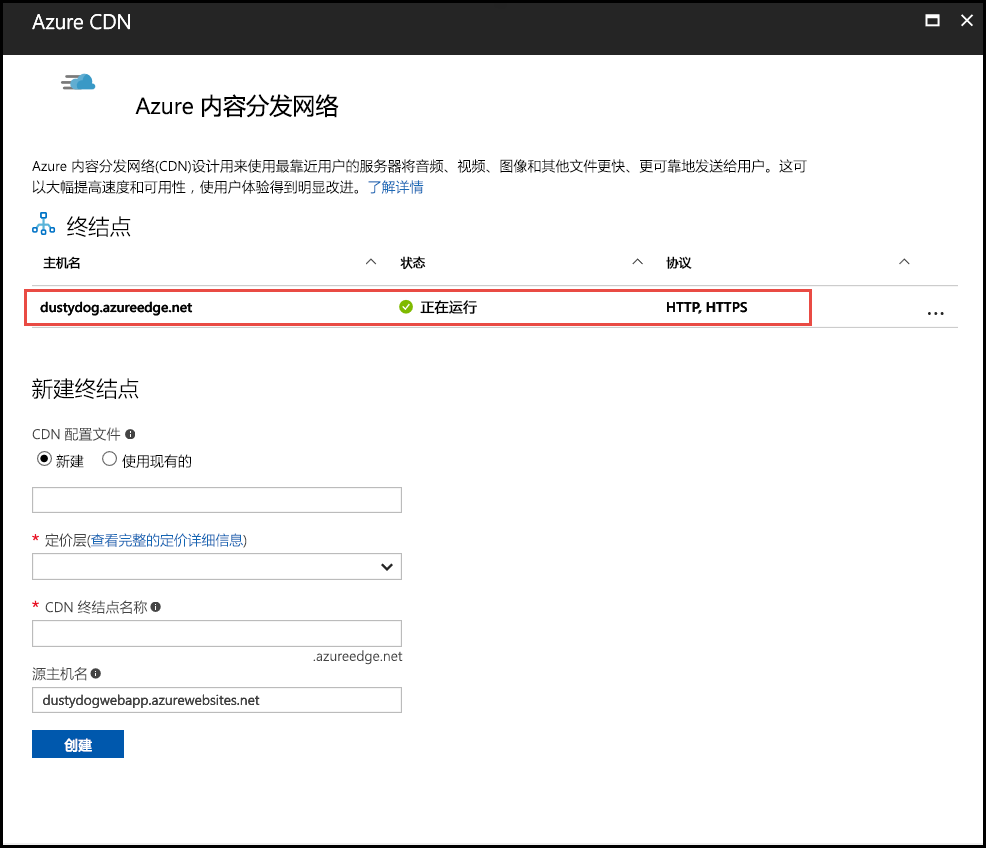 Azure CDN
Azure 内容分发网络
Azure 内容分发网络(CDN)设计用来使用最靠近用户的服务器将音频、视频、图像和其他文件更快、更可靠地发送给用户。这可
以大幅提高速度和可用性，使用户体验得到明显改进。了解详情
终结点
主机名 状态 协议
dustydog.azureedge.net 正在运行 HTTP, HTTPS ...
新建终结点
CDN 配置文件
新建 使用现有的
* 定价层(查看完整的定价详细信息)
* CDN 终结点名称
.azureedge.net
源主机名
dustydogwebapp.azurewebsites.net
创建